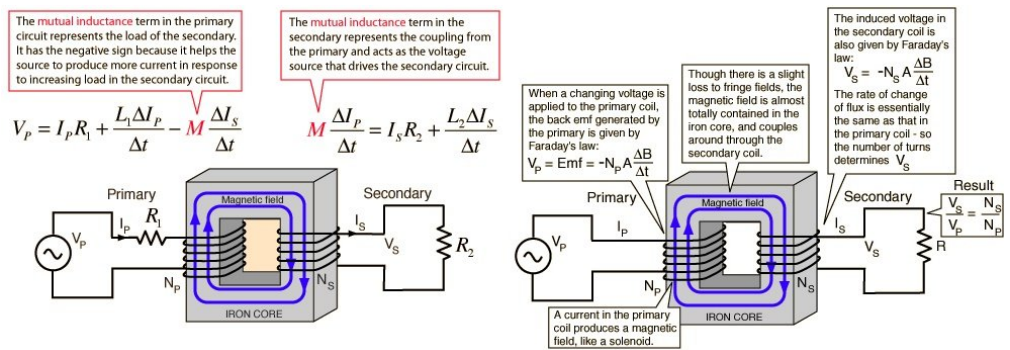 The mutual inductance term in the primary
circuit represents the load of the secondary.
It has the negative sign because it helps the
source to produce more current in response
to increasing load in the secondary circuit.
The mutual inductance term in the
secondary represents the coupling from
the primary and acts as the voltage
source that drives the secondary circuit.
V_P = I_P R_1 + L_1ΔI_P/Δt − M ΔI_S/Δt
M ΔI_P/Δt = I_S R_2 + L_2ΔI_S/Δt
Primary
Secondary
Magnetic field
I_P
R_1
I_S
V_P
V_S
R_2
N_P
N_S
IRON CORE
When a changing voltage is
applied to the primary coil,
the back emf generated by
the primary is given by
Faraday's law:
V_P = Emf = -N_P A ΔB/Δt
Though there is a slight
loss to fringe fields, the
magnetic field is almost
totally contained in the
iron core, and couples
around through the
secondary coil.
The induced voltage in
the secondary coil is
also given by Faraday's
law:
V_S = -N_S A ΔB/Δt
The rate of change
of flux is essentially
the same as that in
the primary coil - so
the number of turns
determines V_S
Primary
Secondary
Result
V_S/V_P = N_S/N_P
Magnetic field
I_P
I_S
V_P
V_S
R
N_P
N_S
IRON CORE
A current in the primary
coil produces a magnetic
field, like a solenoid.